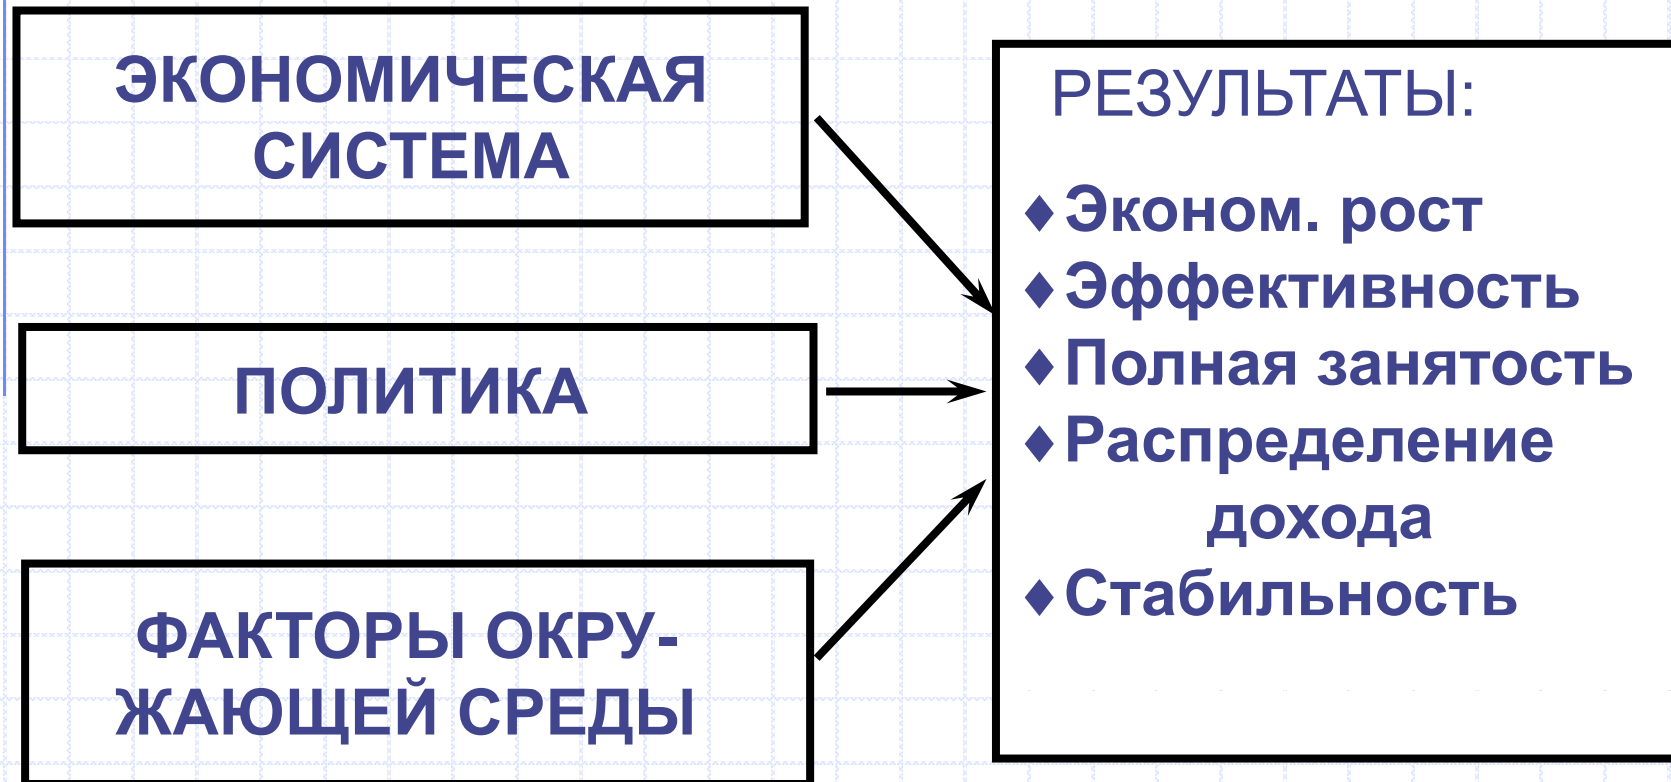 ЭКОНОМИЧЕСКАЯ
СИСТЕМА
ПОЛИТИКА
ФАКТОРЫ ОКРУ-
ЖАЮЩЕЙ СРЕДЫ
РЕЗУЛЬТАТЫ:
♦Эконом. рост
♦Эффективность
♦Полная занятость
♦Распределение
дохода
♦Стабильность